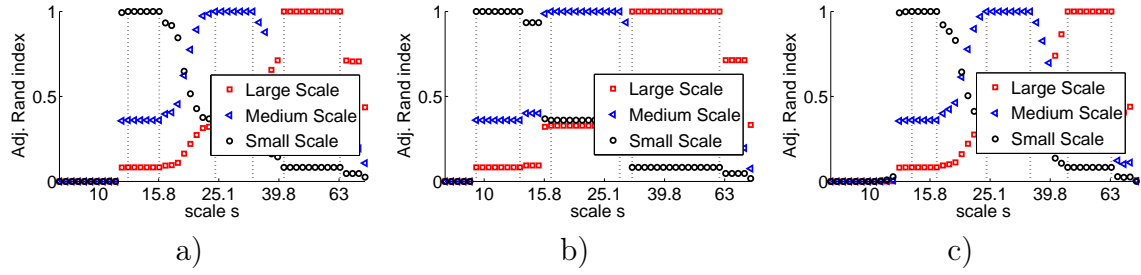 Adj. Rand index
1
0.5
0
Large Scale
Medium Scale
Small Scale
10 15.8 25.1 39.8 63
scale s
a)
Adj. Rand index
1
0.5
0
Large Scale
Medium Scale
Small Scale
10 15.8 25.1 39.8 63
scale s
b)
Adj. Rand index
1
0.5
0
Large Scale
Medium Scale
Small Scale
10 15.8 25.1 39.8 63
scale s
c)